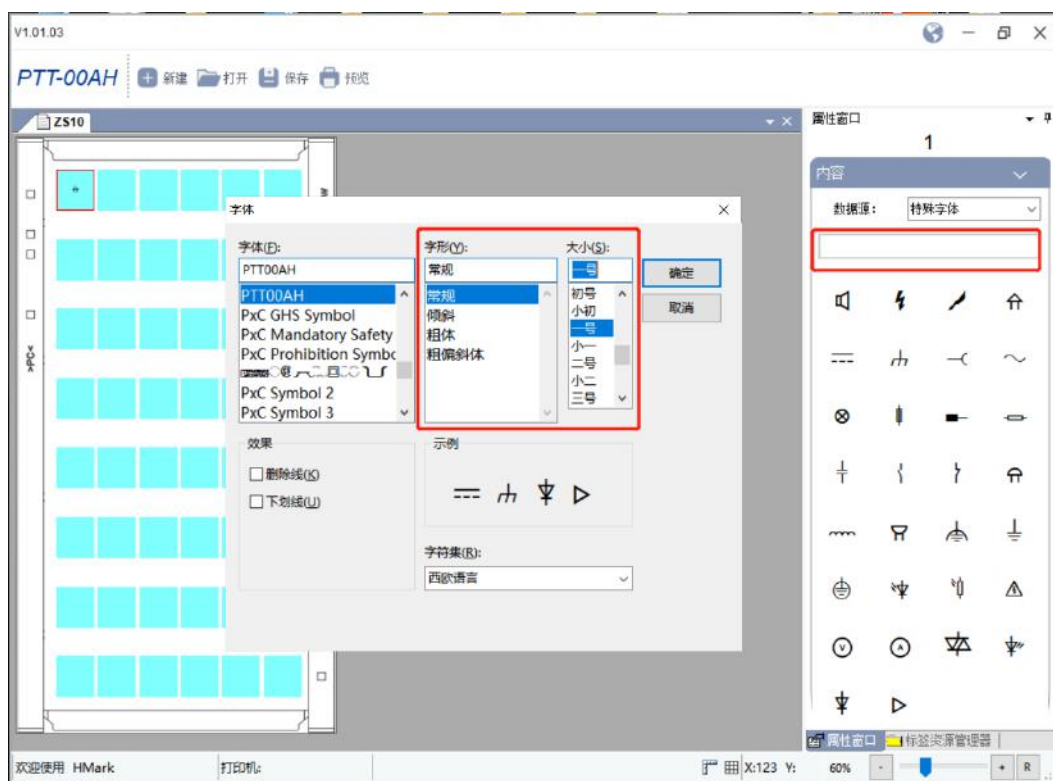 V1.01.03
PTT-00AH 新建 打开 保存 预览
ZS10
属性窗口
1
内容
数据源: 特殊字体
字体
字体(F):
PTT00AH
PTT00AH
PxC GHS Symbol
PxC Mandatory Safety
PxC Prohibition Symbc
PxC Symbol 2
PxC Symbol 3
字形(Y):
常规
常规
倾斜
粗体
粗偏斜体
大小(S):
一号
初号
小初
一号
小一
二号
小二
三号
确定
取消
效果
删除线(K)
下划线(U)
示例
字符集(R):
西欧语言
属性窗口 标签资源管理器
欢迎使用 HMark
打印机:
X:123 Y:
60% - + R